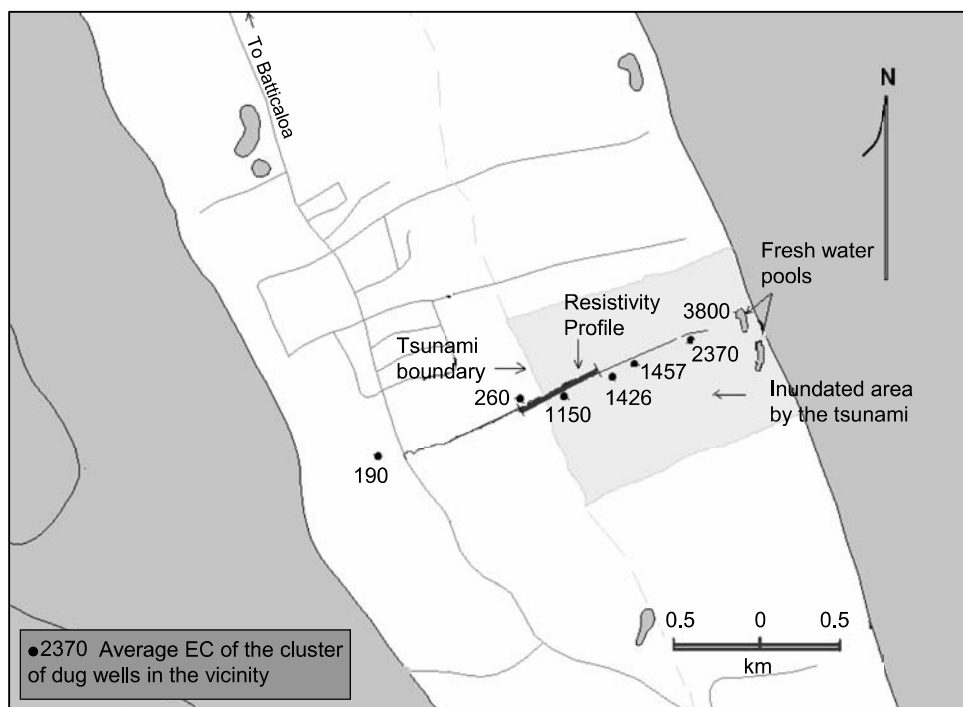 To Batticaloa
N
Fresh water
pools
Resistivity
Profile
3800
Tsunami
boundary
2370
1457
260
1426
1150
Inundated area
by the tsunami
190
0.5 0 0.5
km
2370 Average EC of the cluster
of dug wells in the vicinity